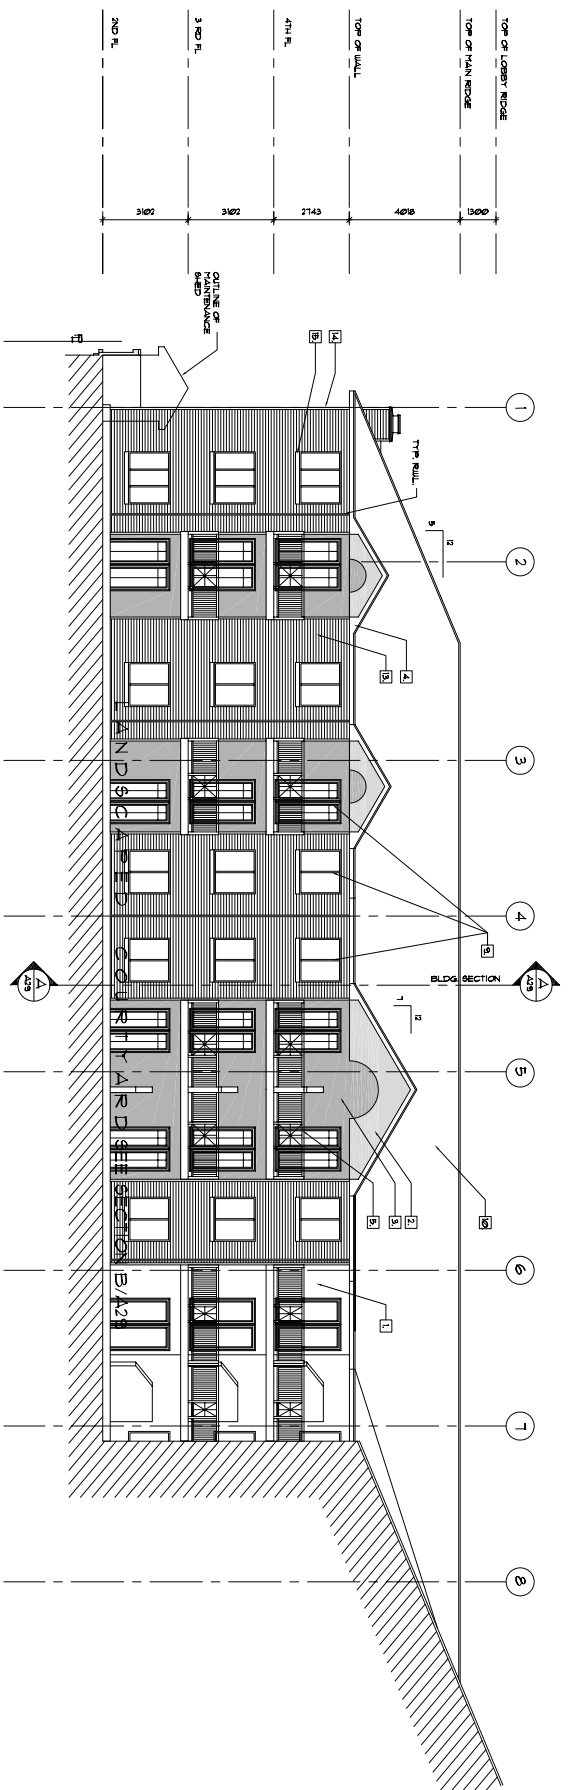 TOP OF LOBBY RIDGE
TOP OF MAIN RIDGE
TOP OF WALL
4TH FL
3 RD FL
2ND FL
1300
4018
2743
3102
3102
OUTLINE OF
MAINTENANCE
SHED
14.
15.
TYP. RWL.
12
5
4.
13.
9.
BLDG SECTION
A
A29
A
A29
12
7
10
2.
3.
5.
1.
1
2
3
4
5
6
7
8
LANDSCAPED COURTYARD SEE SECTION B/A29